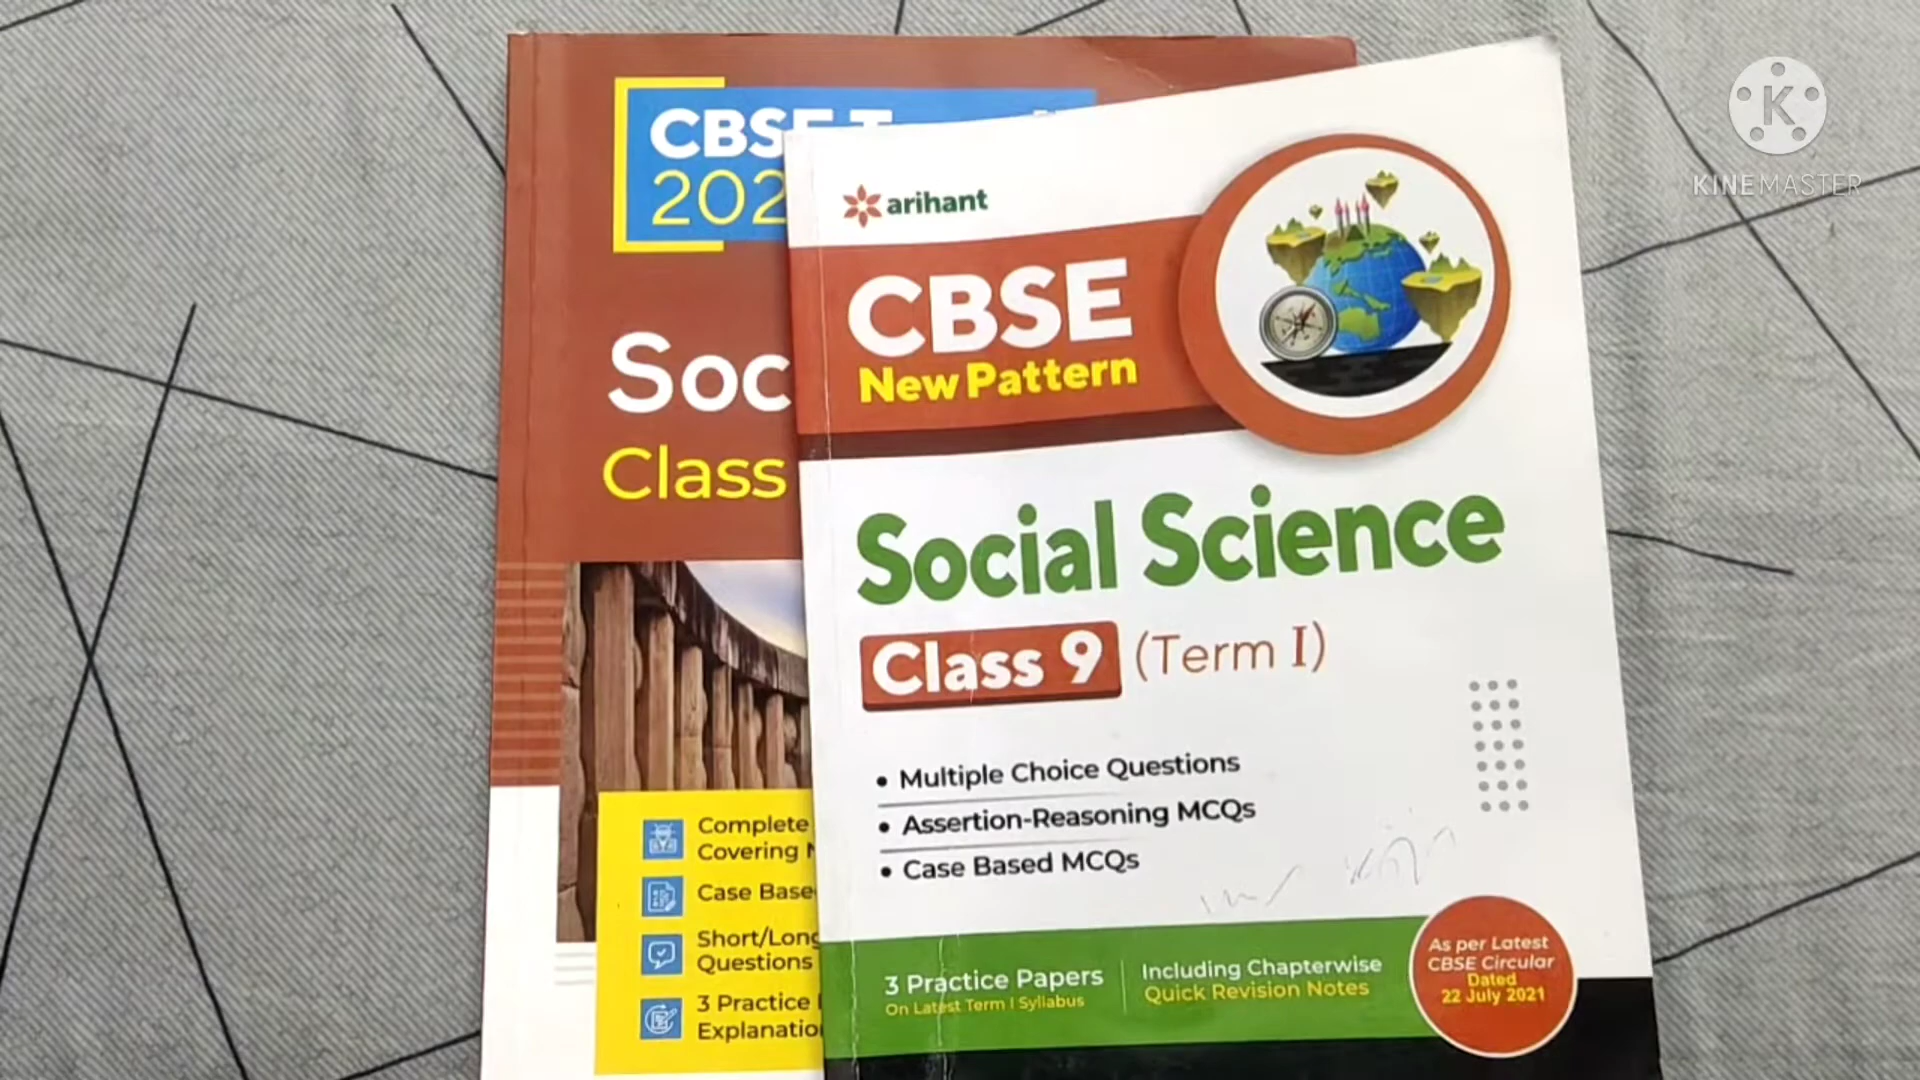 CBSE
202
Soc
Class
Complete
Covering
Case Base
Short/Long
Questions
3 Practice
Explanatio
arihant
CBSE
New Pattern
Social Science
Class 9 (Term I)
• Multiple Choice Questions
• Assertion-Reasoning MCQs
• Case Based MCQs
3 Practice Papers
On Latest Term I Syllabus
Including Chapterwise
Quick Revision Notes
As per Latest
CBSE Circular
Dated
22 July 2021
K
KINEMASTER